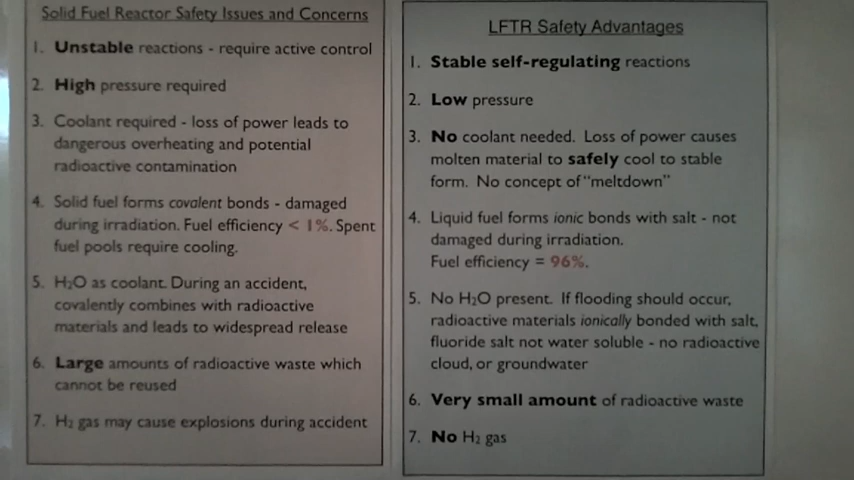 Solid Fuel Reactor Safety Issues and Concerns
1. Unstable reactions - require active control
2. High pressure required
3. Coolant required - loss of power leads to
dangerous overheating and potential
radioactive contamination
4. Solid fuel forms covalent bonds - damaged
during irradiation. Fuel efficiency < 1%. Spent
fuel pools require cooling.
5. H₂O as coolant. During an accident,
covalently combines with radioactive
materials and leads to widespread release
6. Large amounts of radioactive waste which
cannot be reused
7. H₂ gas may cause explosions during accident
LFTR Safety Advantages
1. Stable self-regulating reactions
2. Low pressure
3. No coolant needed. Loss of power causes
molten material to safely cool to stable
form. No concept of "meltdown"
4. Liquid fuel forms ionic bonds with salt - not
damaged during irradiation.
Fuel efficiency = 96%.
5. No H₂O present. If flooding should occur,
radioactive materials ionically bonded with salt,
fluoride salt not water soluble - no radioactive
cloud, or groundwater
6. Very small amount of radioactive waste
7. No H₂ gas